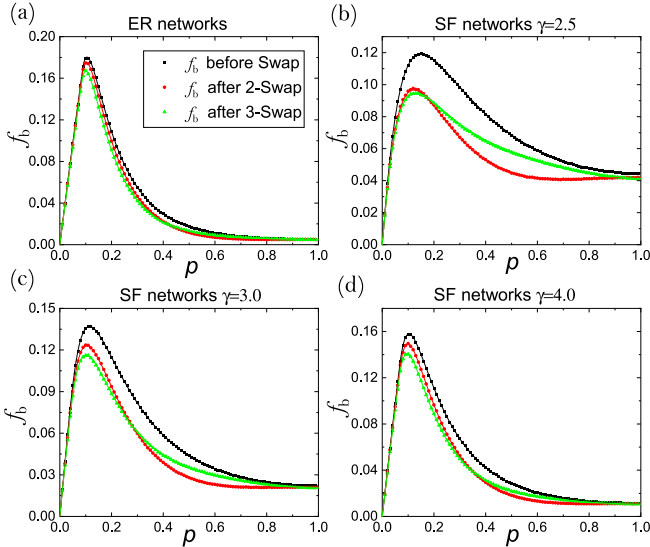 (a)
ER networks
0.20
0.16
0.12
0.08
0.04
0.00
f_b
f_b before Swap
f_b after 2-Swap
f_b after 3-Swap
0.0 0.2 0.4 0.6 0.8 1.0
p
(b)
SF networks γ=2.5
0.12
0.10
0.08
0.06
0.04
0.02
0.00
f_b
0.0 0.2 0.4 0.6 0.8 1.0
p
(c)
SF networks γ=3.0
0.15
0.12
0.09
0.06
0.03
0.00
f_b
0.0 0.2 0.4 0.6 0.8 1.0
p
(d)
SF networks γ=4.0
0.16
0.12
0.08
0.04
0.00
f_b
0.0 0.2 0.4 0.6 0.8 1.0
p